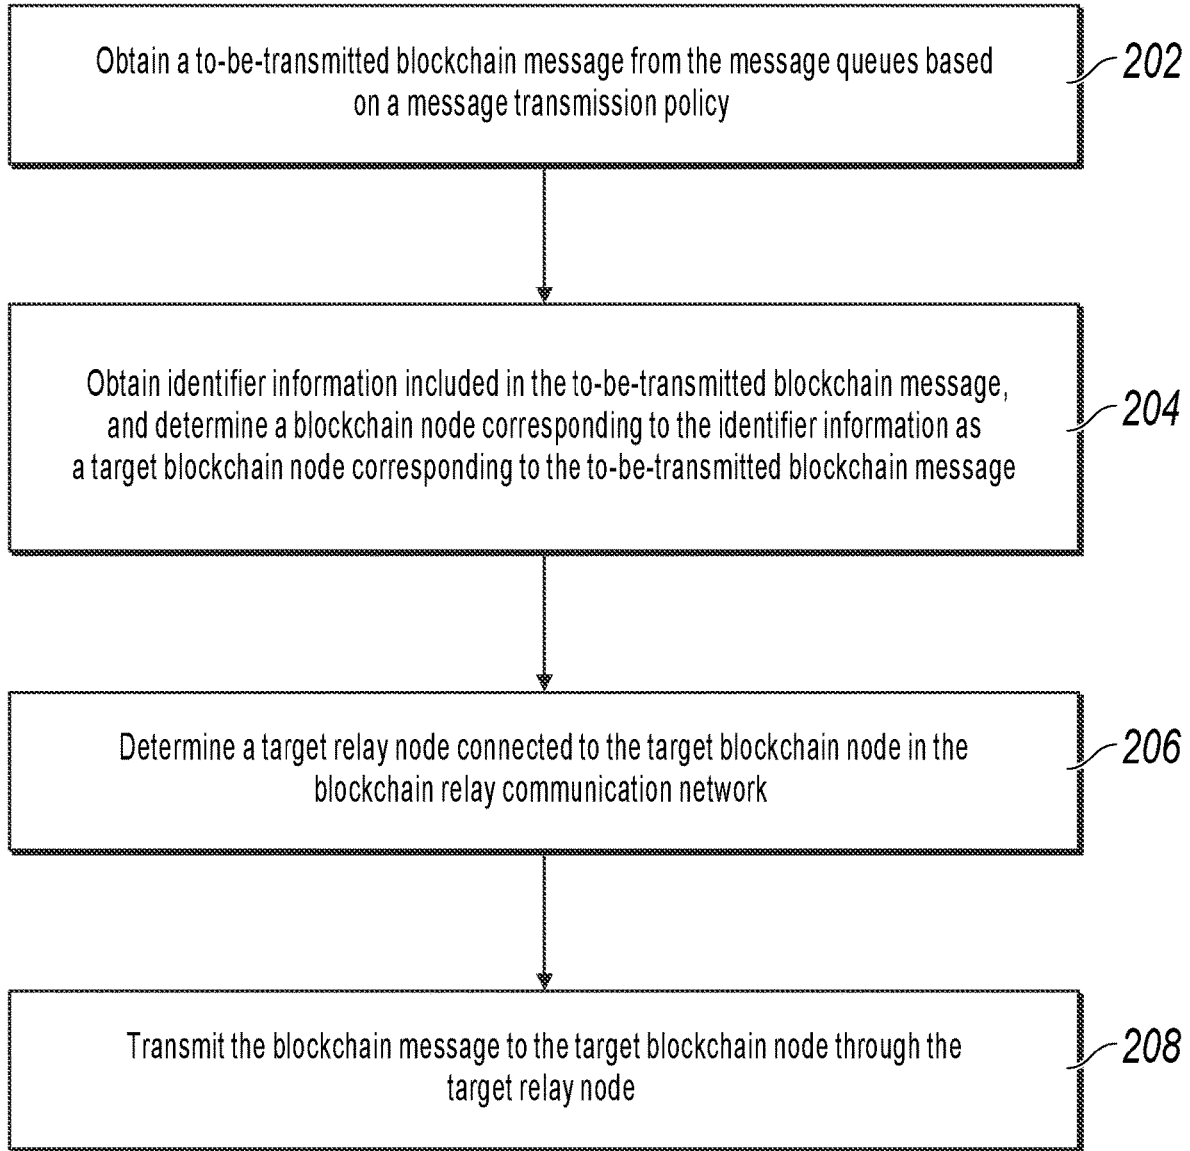 Obtain a to-be-transmitted blockchain message from the message queues based
on a message transmission policy
202
Obtain identifier information included in the to-be-transmitted blockchain message,
and determine a blockchain node corresponding to the identifier information as
a target blockchain node corresponding to the to-be-transmitted blockchain message
204
Determine a target relay node connected to the target blockchain node in the
blockchain relay communication network
206
Transmit the blockchain message to the target blockchain node through the
target relay node
208